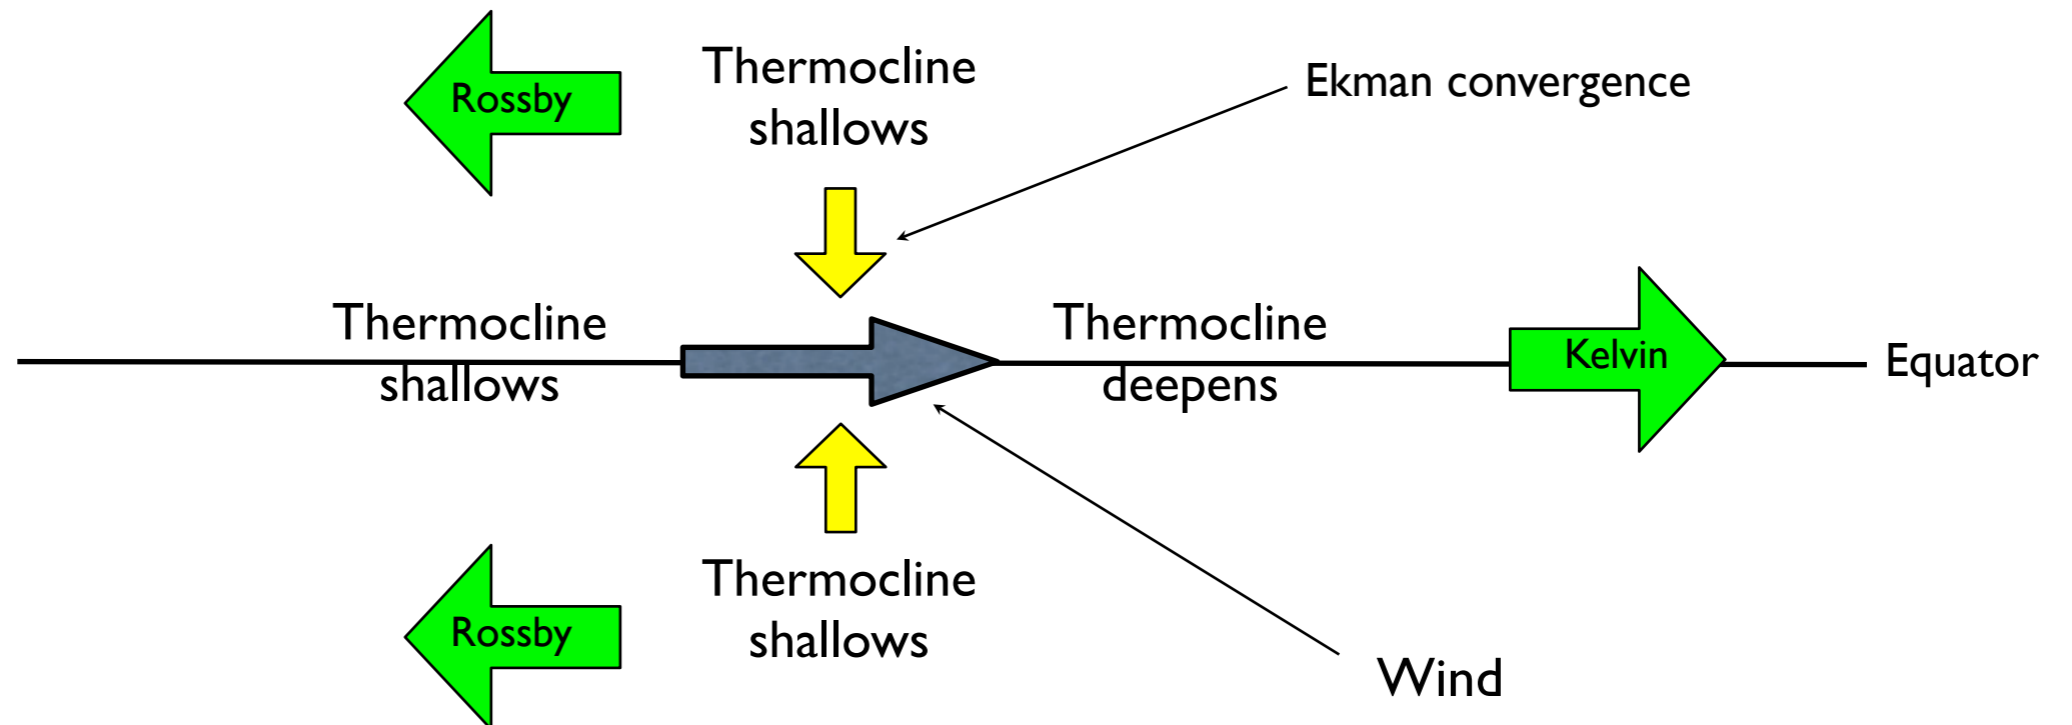 Rossby
Thermocline
shallows
Ekman convergence
Thermocline
shallows
Thermocline
deepens
Kelvin
Equator
Rossby
Thermocline
shallows
Wind